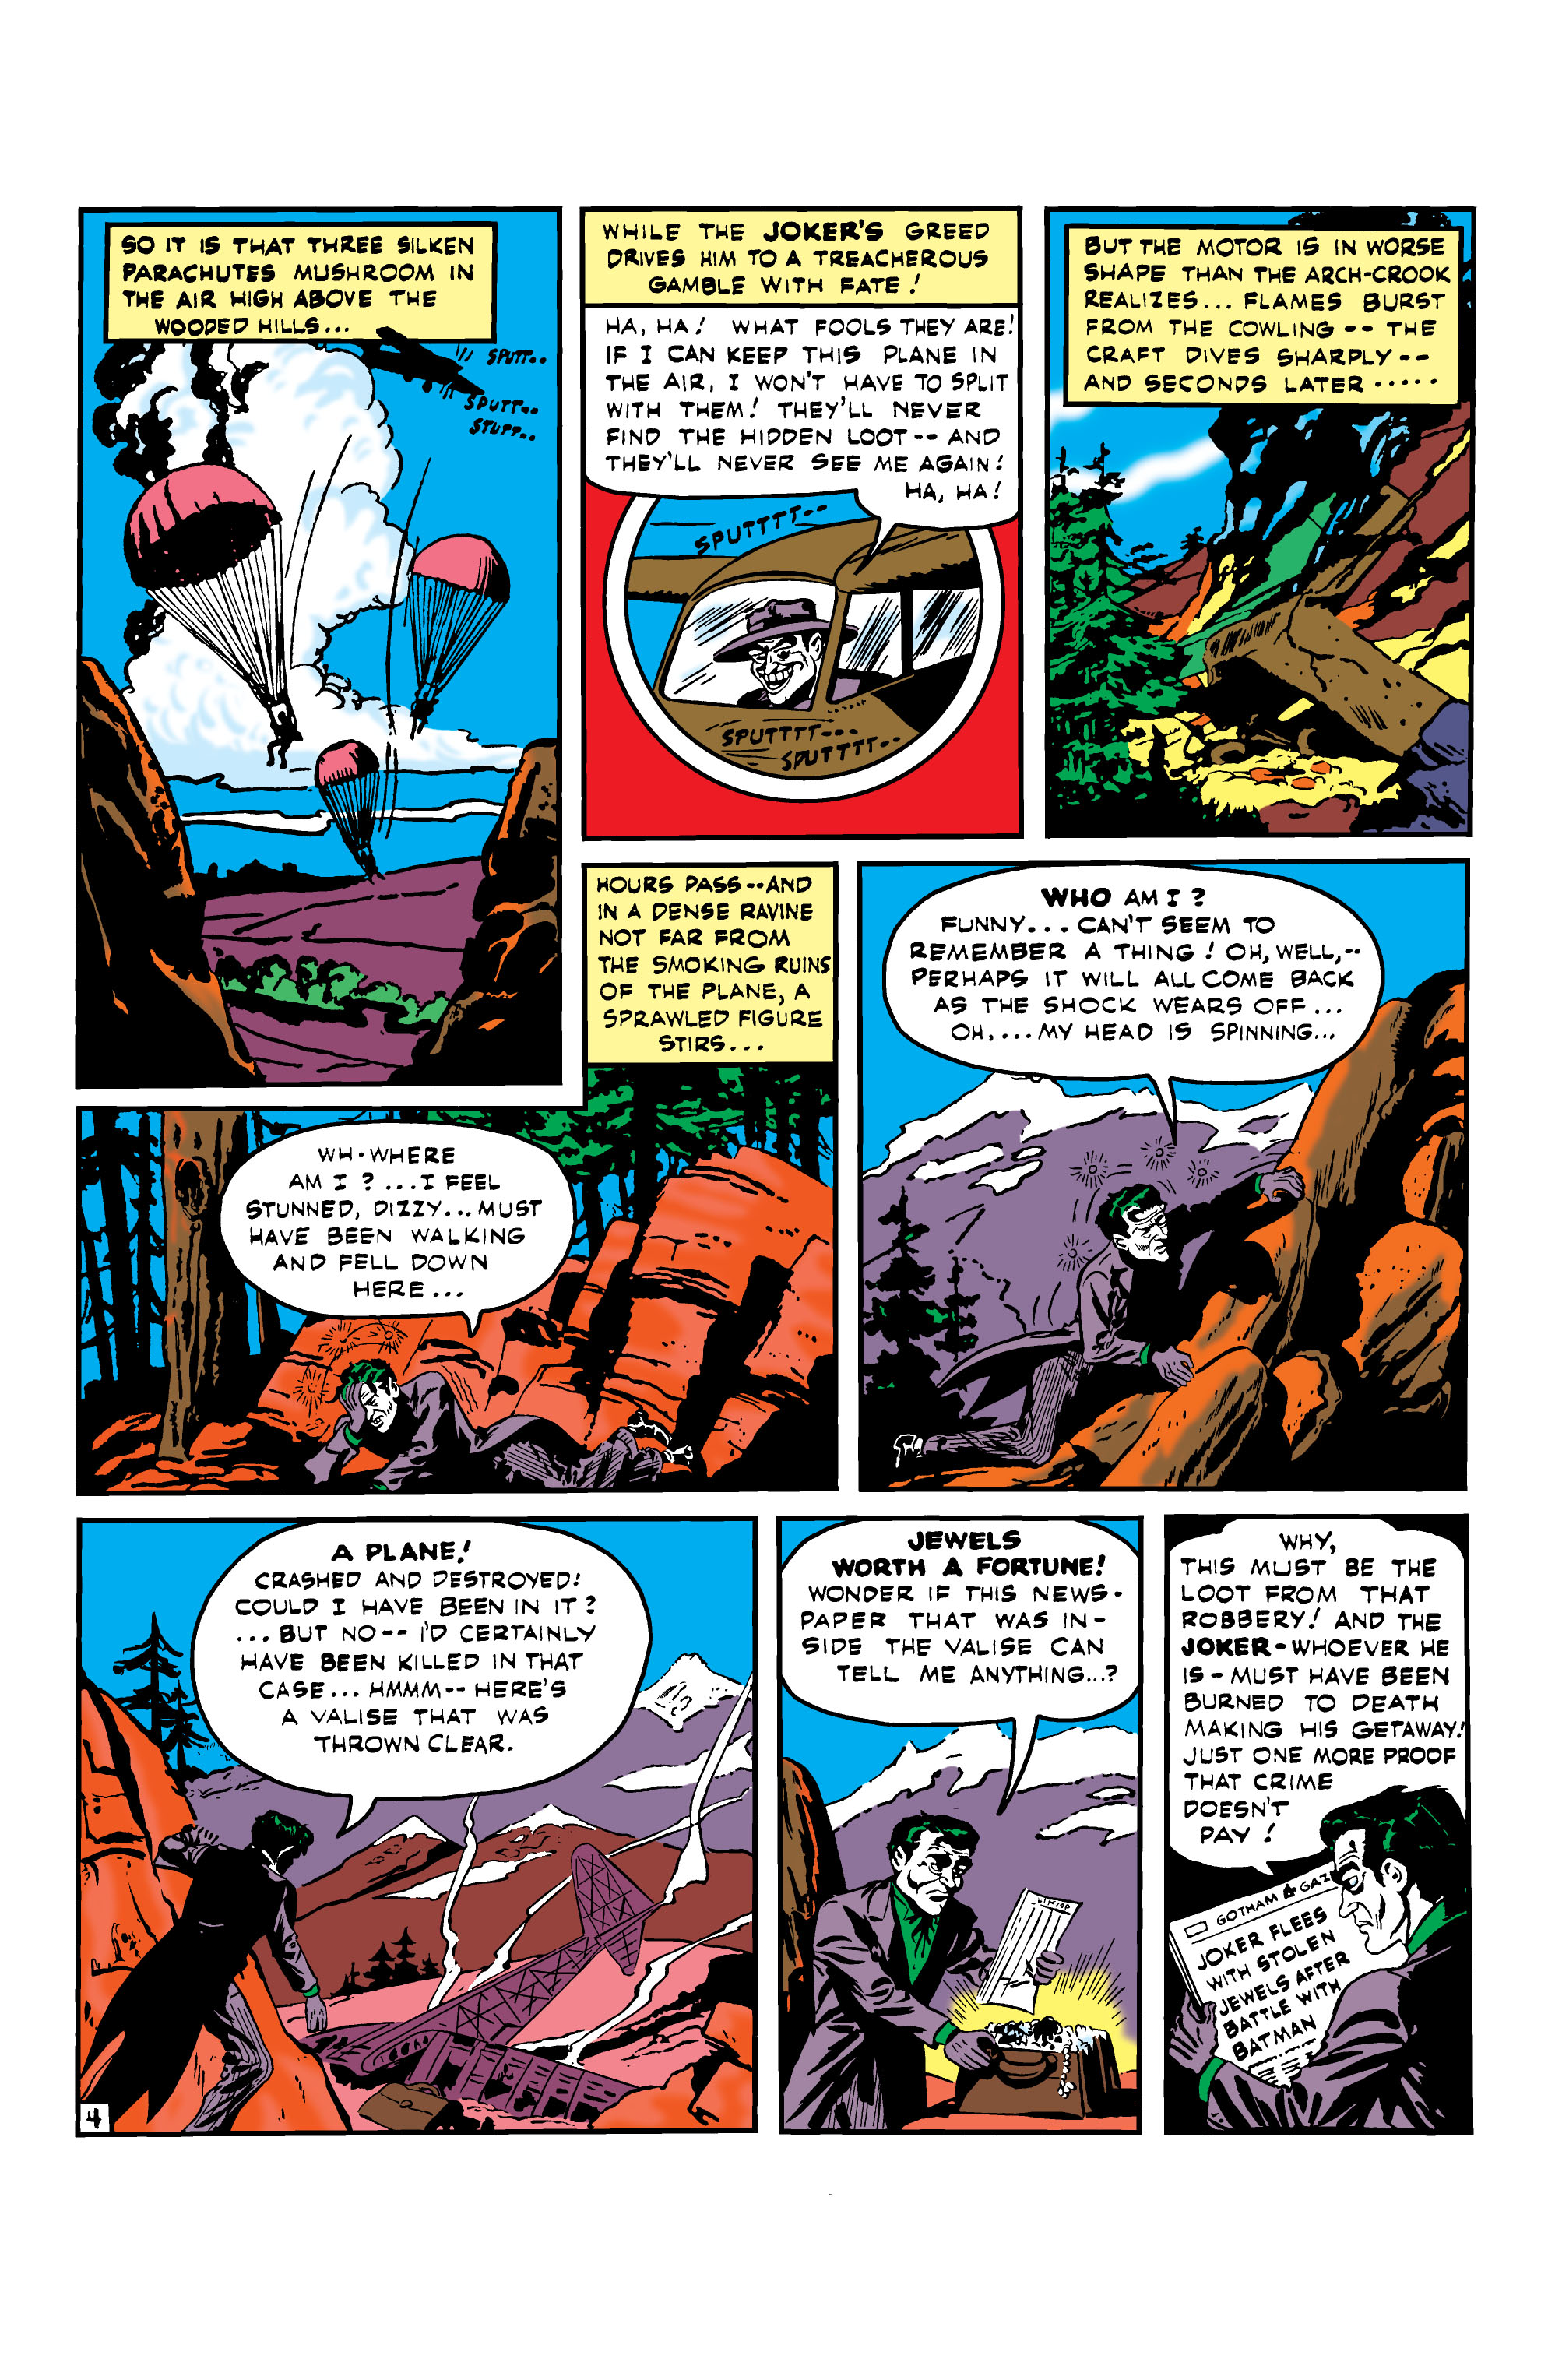 SO IT IS THAT THREE SILKEN
PARACHUTES MUSHROOM IN
THE AIR HIGH ABOVE THE
WOODED HILLS...
SPUTT--
SPUTT--
STUTT--
WHILE THE JOKER'S GREED
DRIVES HIM TO A TREACHEROUS
GAMBLE WITH FATE!
HA, HA! WHAT FOOLS THEY ARE!
IF I CAN KEEP THIS PLANE IN
THE AIR, I WON'T HAVE TO SPLIT
WITH THEM! THEY'LL NEVER
FIND THE HIDDEN LOOT-- AND
THEY'LL NEVER SEE ME AGAIN!
HA, HA!
SPUTTTT--
SPUTTTT---
SPUTTTT--
BUT THE MOTOR IS IN WORSE
SHAPE THAN THE ARCH-CROOK
REALIZES... FLAMES BURST
FROM THE COWLING -- THE
CRAFT DIVES SHARPLY --
AND SECONDS LATER -----
HOURS PASS--AND
IN A DENSE RAVINE
NOT FAR FROM
THE SMOKING RUINS
OF THE PLANE, A
SPRAWLED FIGURE
STIRS...
WH-WHERE
AM I?...I FEEL
STUNNED, DIZZY...MUST
HAVE BEEN WALKING
AND FELL DOWN
HERE...
WHO AM I?
FUNNY... CAN'T SEEM TO
REMEMBER A THING! OH, WELL,--
PERHAPS IT WILL ALL COME BACK
AS THE SHOCK WEARS OFF...
OH,...MY HEAD IS SPINNING...
A PLANE!
CRASHED AND DESTROYED!
COULD I HAVE BEEN IN IT?
...BUT NO-- I'D CERTAINLY
HAVE BEEN KILLED IN THAT
CASE... HMMM-- HERE'S
A VALISE THAT WAS
THROWN CLEAR.
4
JEWELS
WORTH A FORTUNE!
WONDER IF THIS NEWS-
PAPER THAT WAS IN-
SIDE THE VALISE CAN
TELL ME ANYTHING...?
WHY,
THIS MUST BE THE
LOOT FROM THAT
ROBBERY! AND THE
JOKER-WHOEVER HE
IS - MUST HAVE BEEN
BURNED TO DEATH
MAKING HIS GETAWAY!
JUST ONE MORE PROOF
THAT CRIME
DOESN'T
PAY!
GOTHAM GAZ
JOKER FLEES
WITH STOLEN
JEWELS AFTER
BATTLE WITH
BATMAN